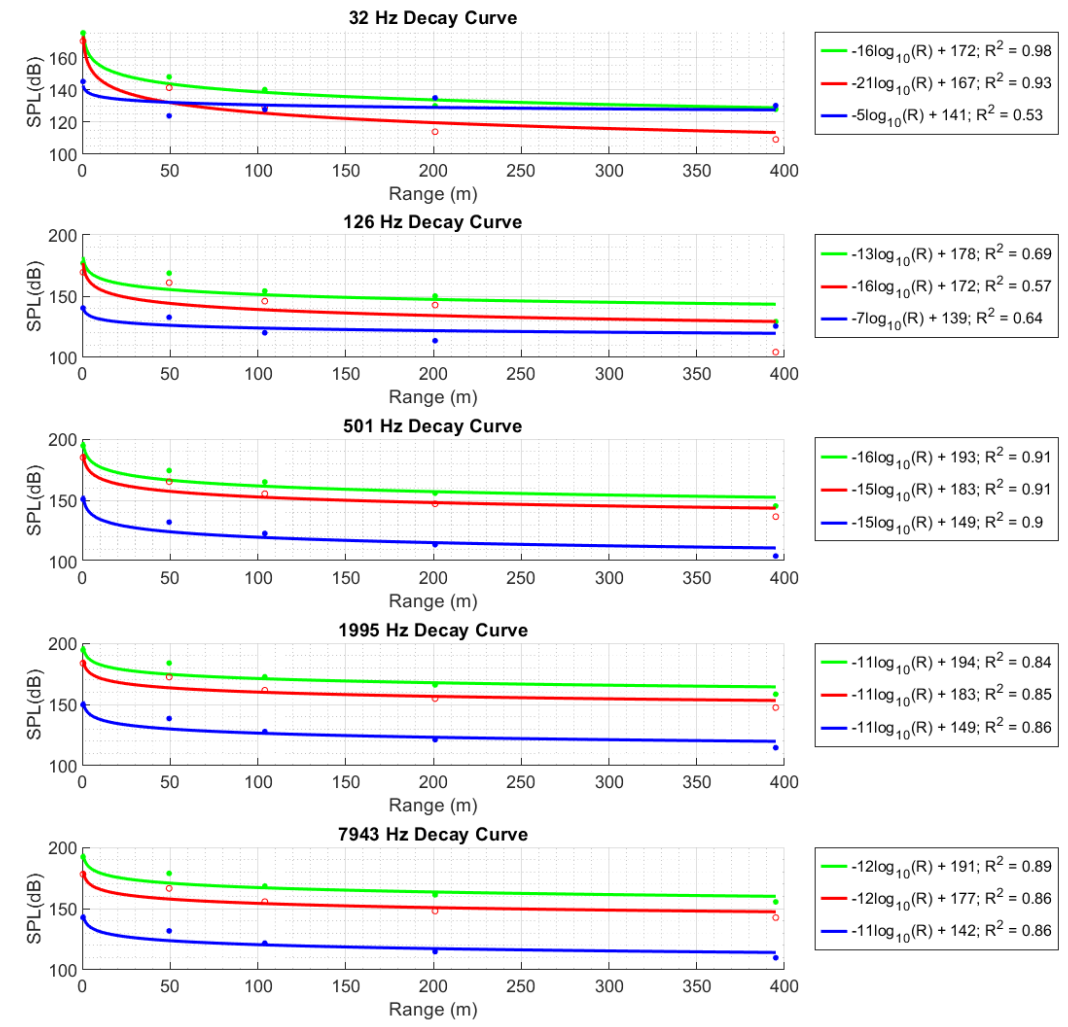 32 Hz Decay Curve
SPL(dB)
160
140
120
100
0 50 100 150 200 250 300 350 400
Range (m)
-16log10(R) + 172; R2 = 0.98
-21log10(R) + 167; R2 = 0.93
-5log10(R) + 141; R2 = 0.53
126 Hz Decay Curve
SPL(dB)
200
150
100
0 50 100 150 200 250 300 350 400
Range (m)
-13log10(R) + 178; R2 = 0.69
-16log10(R) + 172; R2 = 0.57
-7log10(R) + 139; R2 = 0.64
501 Hz Decay Curve
SPL(dB)
200
150
100
0 50 100 150 200 250 300 350 400
Range (m)
-16log10(R) + 193; R2 = 0.91
-15log10(R) + 183; R2 = 0.91
-15log10(R) + 149; R2 = 0.9
1995 Hz Decay Curve
SPL(dB)
200
150
100
0 50 100 150 200 250 300 350 400
Range (m)
-11log10(R) + 194; R2 = 0.84
-11log10(R) + 183; R2 = 0.85
-11log10(R) + 149; R2 = 0.86
7943 Hz Decay Curve
SPL(dB)
200
150
100
0 50 100 150 200 250 300 350 400
Range (m)
-12log10(R) + 191; R2 = 0.89
-12log10(R) + 177; R2 = 0.86
-11log10(R) + 142; R2 = 0.86